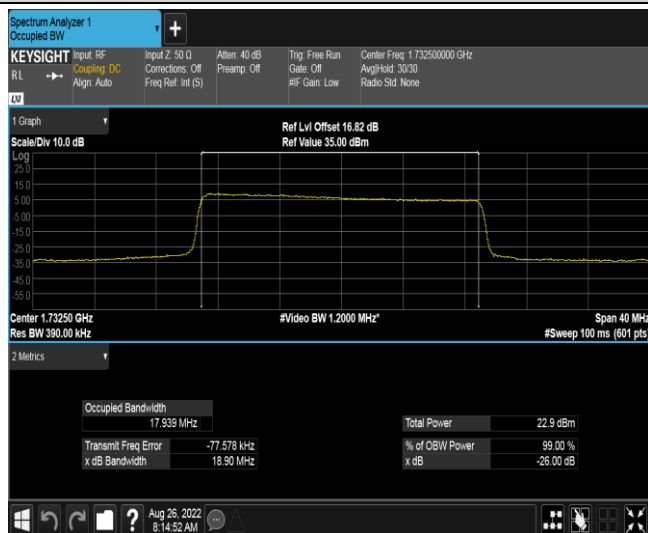 Spectrum Analyzer 1
Occupied BW
KEYSIGHT
Input: RF
Coupling: DC
Align: Auto
Input Z: 50 Ω
Corrections: Off
Freq Ref: Int (S)
Atten: 40 dB
Preamp: Off
Trig: Free Run
Gate: Off
#IF Gain: Low
Center Freq: 1.732500000 GHz
Avg|Hold: 30/30
Radio Std: None
R L
LXI
1 Graph
Scale/Div 10.0 dB
Ref Lvl Offset 16.82 dB
Ref Value 35.00 dBm
Log
25.0
15.0
5.00
-5.00
-15.0
-25.0
-35.0
-45.0
-55.0
Center 1.73250 GHz
#Video BW 1.2000 MHz*
Span 40 MHz
Res BW 390.00 kHz
#Sweep 100 ms (601 pts)
2 Metrics
Occupied Bandwidth
17.939 MHz
Total Power 22.9 dBm
Transmit Freq Error -77.578 kHz
% of OBW Power 99.00 %
x dB Bandwidth 18.90 MHz
x dB -26.00 dB
?
Aug 26, 2022
8:14:52 AM